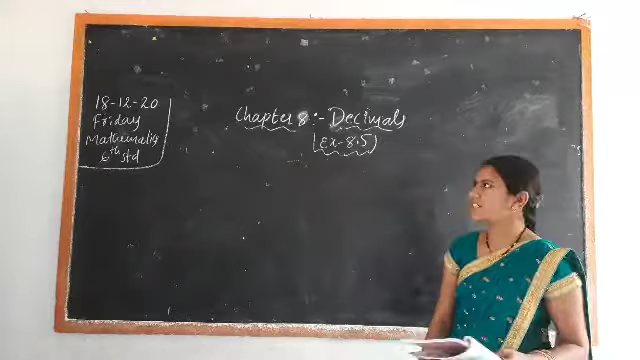 18-12-20
Friday
Mathematics
6th std
Chapter 8 :- Decimals
(Ex-8.5)